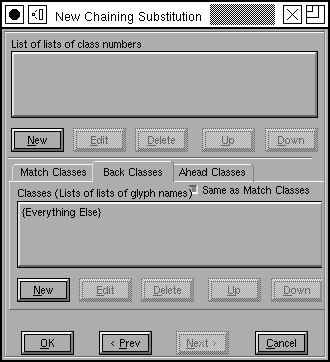 New Chaining Substitution
List of lists of class numbers
New Edit Delete Up Down
Match Classes Back Classes Ahead Classes
Classes (Lists of lists of glyph names) Same as Match Classes
{Everything Else}
New Edit Delete Up Down
OK < Prev Next > Cancel